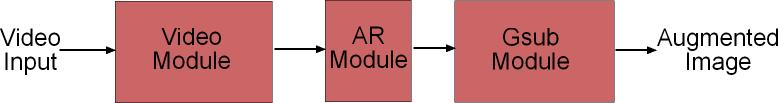 Video
Input
Video
Module
AR
Module
Gsub
Module
Augmented
Image